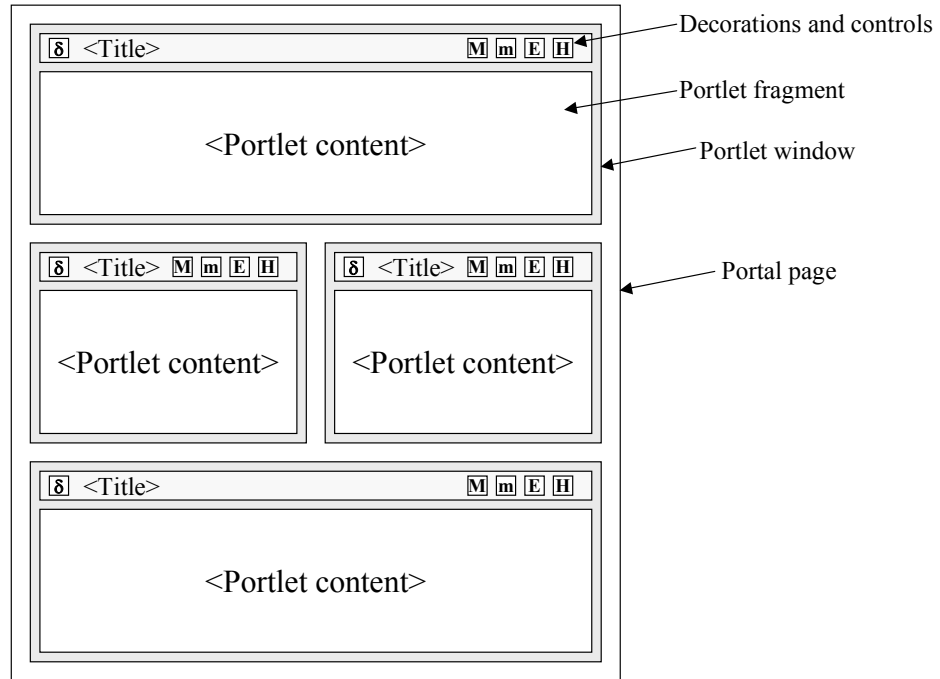 Decorations and controls
δ <Title> M m E H
Portlet fragment
<Portlet content>
Portlet window
δ <Title> M m E H
δ <Title> M m E H
Portal page
<Portlet content>
<Portlet content>
δ <Title> M m E H
<Portlet content>